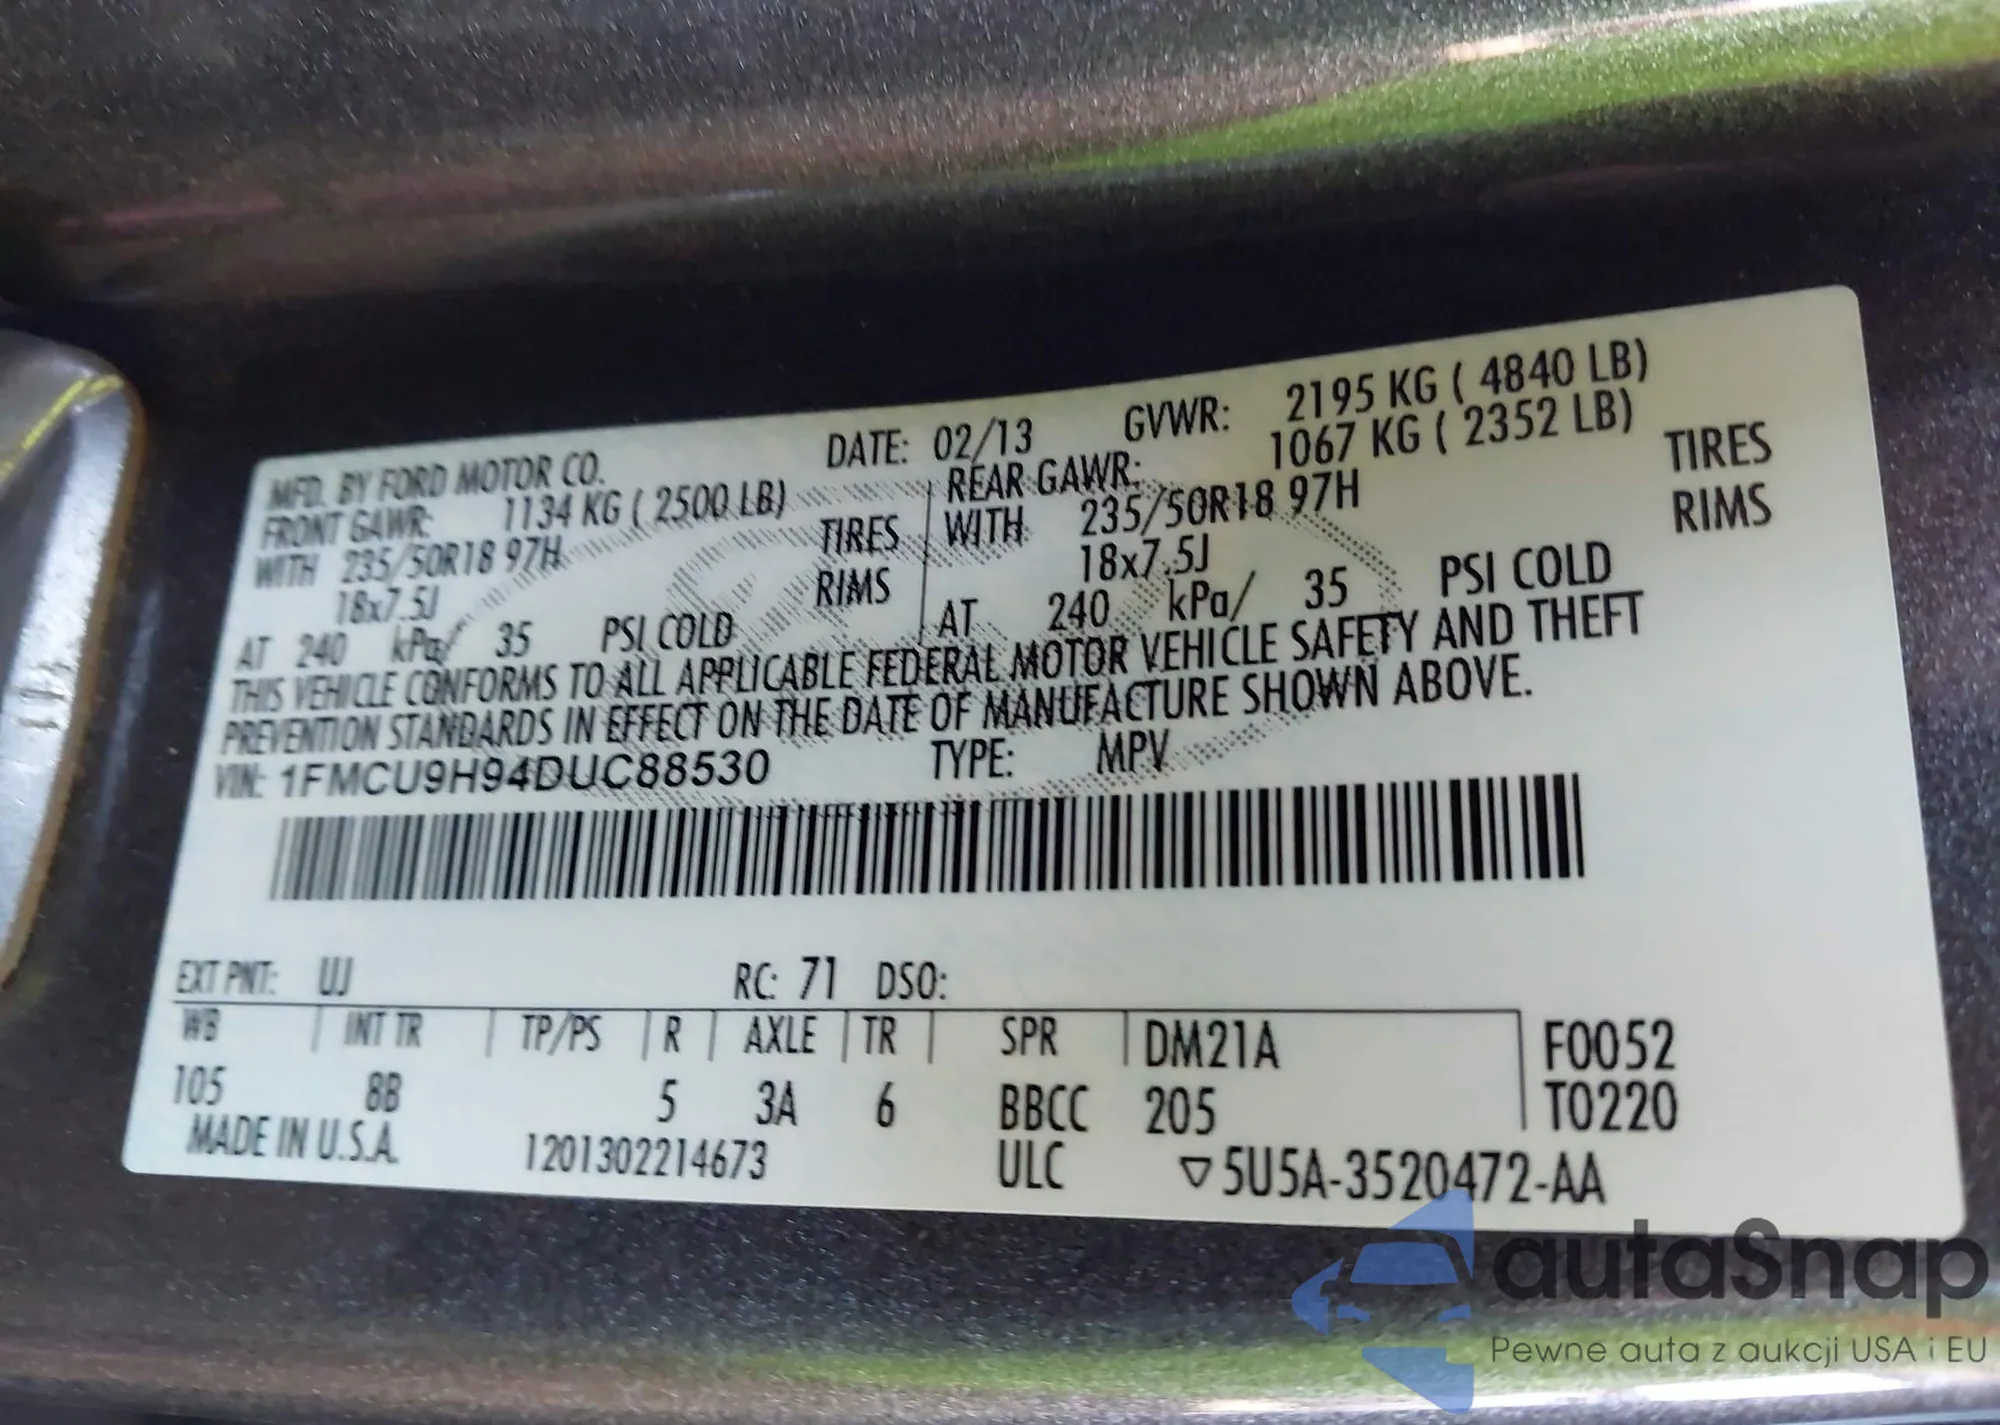 MFD. BY FORD MOTOR CO. DATE: 02/13 GVWR: 2195 KG ( 4840 LB)
FRONT GAWR: 1134 KG ( 2500 LB) REAR GAWR: 1067 KG ( 2352 LB)
WITH 235/50R18 97H TIRES WITH 235/50R18 97H TIRES
18x7.5J RIMS 18x7.5J RIMS
AT 240 kPa/ 35 PSI COLD AT 240 kPa/ 35 PSI COLD
THIS VEHICLE CONFORMS TO ALL APPLICABLE FEDERAL MOTOR VEHICLE SAFETY AND THEFT
PREVENTION STANDARDS IN EFFECT ON THE DATE OF MANUFACTURE SHOWN ABOVE.
VIN: 1FMCU9H94DUC88530 TYPE: MPV
EXT PNT: UJ RC: 71 DSO:
WB INT TR TP/PS R AXLE TR SPR DM21A F0052
105 8B 5 3A 6 BBCC 205 T0220
MADE IN U.S.A. 1201302214673 ULC ▽5U5A-3520472-AA
autaSnap
Pewne auta z aukcji USA i EU